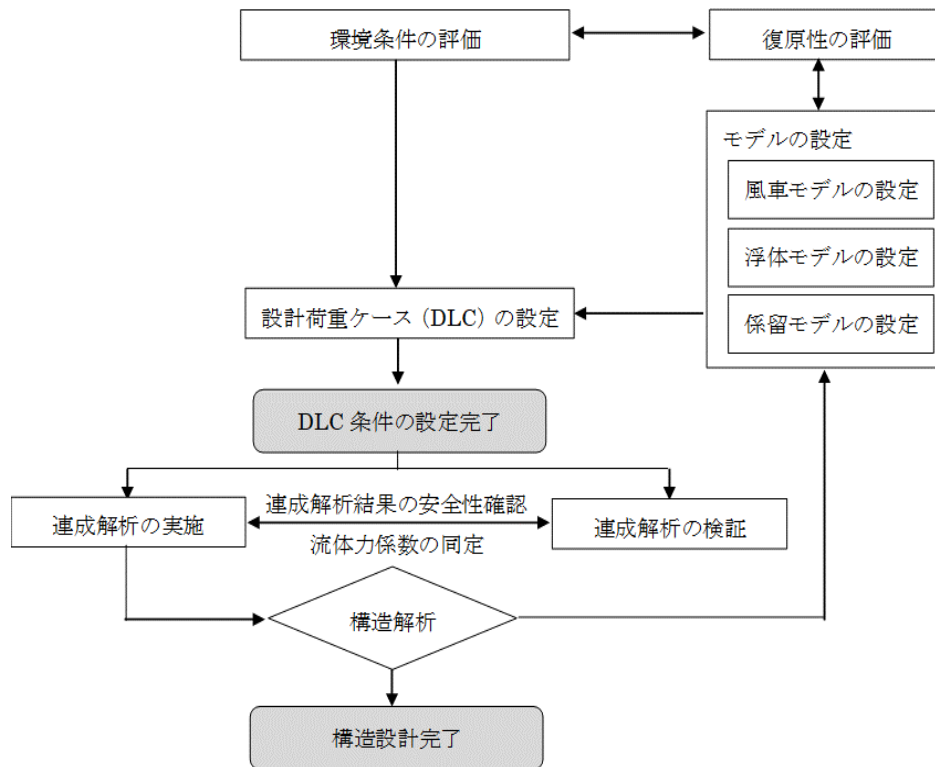 環境条件の評価
復原性の評価
モデルの設定
風車モデルの設定
浮体モデルの設定
設計荷重ケース（DLC）の設定
係留モデルの設定
DLC 条件の設定完了
連成解析の実施
連成解析結果の安全性確認
流体力係数の同定
連成解析の検証
構造解析
構造設計完了